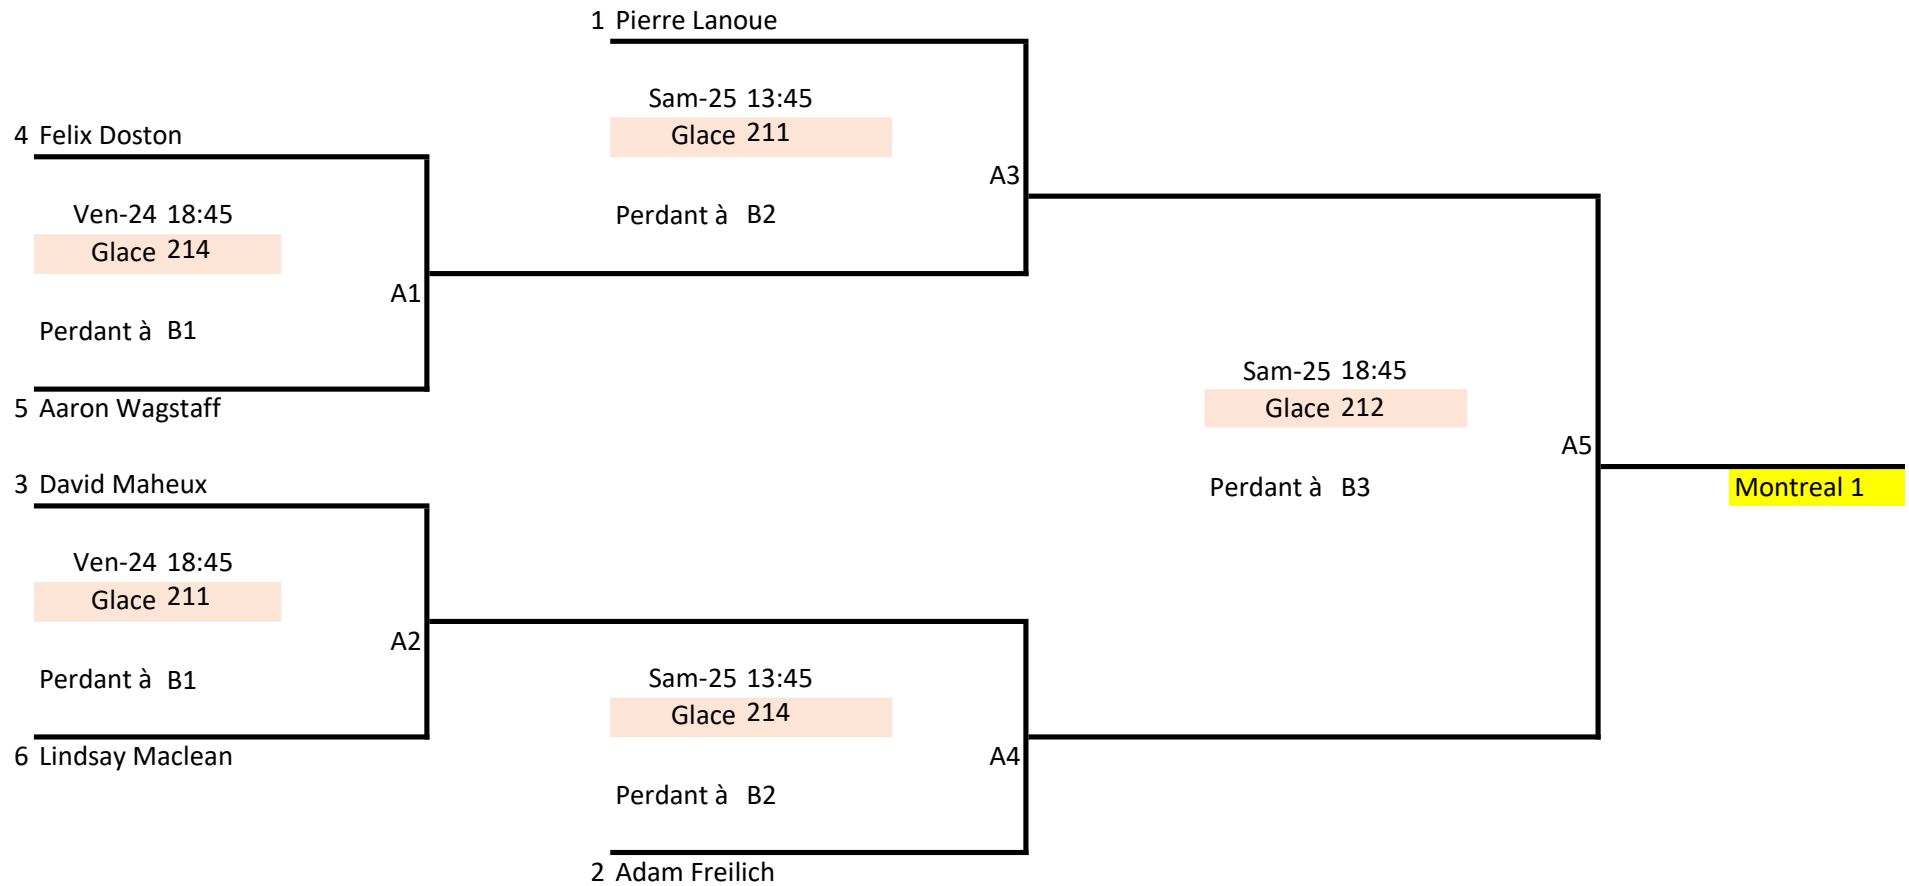 1 Pierre Lanoue
Sam-25 13:45
Glace 211
A3
Perdant à B2
4 Felix Doston
Ven-24 18:45
Glace 214
A1
Perdant à B1
5 Aaron Wagstaff
Sam-25 18:45
Glace 212
A5
Perdant à B3
Montreal 1
3 David Maheux
Ven-24 18:45
Glace 211
A2
Perdant à B1
6 Lindsay Maclean
Sam-25 13:45
Glace 214
A4
Perdant à B2
2 Adam Freilich